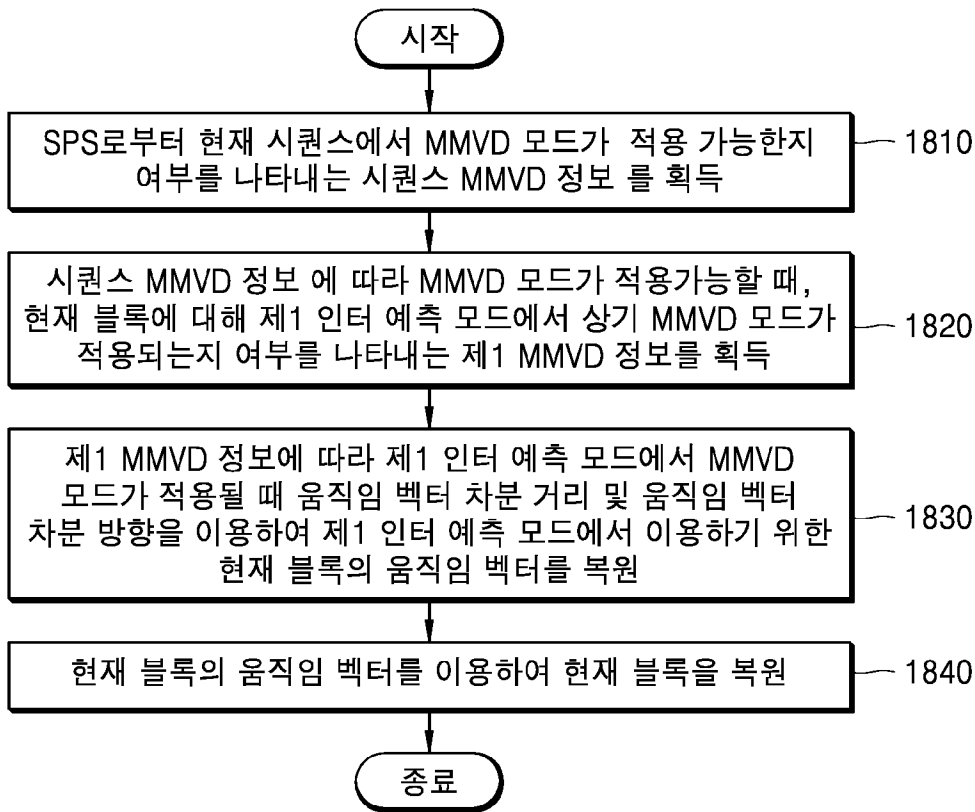 시작
SPS로부터 현재 시퀀스에서 MMVD 모드가 적용 가능한지
여부를 나타내는 시퀀스 MMVD 정보 를 획득
1810
시퀀스 MMVD 정보 에 따라 MMVD 모드가 적용가능할 때,
현재 블록에 대해 제1 인터 예측 모드에서 상기 MMVD 모드가
적용되는지 여부를 나타내는 제1 MMVD 정보를 획득
1820
제1 MMVD 정보에 따라 제1 인터 예측 모드에서 MMVD
모드가 적용될 때 움직임 벡터 차분 거리 및 움직임 벡터
차분 방향을 이용하여 제1 인터 예측 모드에서 이용하기 위한
현재 블록의 움직임 벡터를 복원
1830
현재 블록의 움직임 벡터를 이용하여 현재 블록을 복원
1840
종료